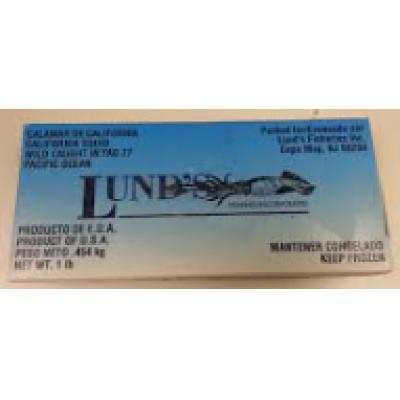 CALAMAR DE CALIFORNIA
CALIFORNIA SQUID
WILD CAUGHT IN FAO 77
PACIFIC OCEAN
Packed for/Envasado por
Lund's Fisheries Inc.
Cape May, NJ 08204
LUND'S
FISHERIES INCORPORATED
PRODUCTO DE E.U.A.
PRODUCT OF U.S.A.
PESO NETO .454 kg
NET WT. 1 lb
MANTENER CONGELADO
KEEP FROZEN